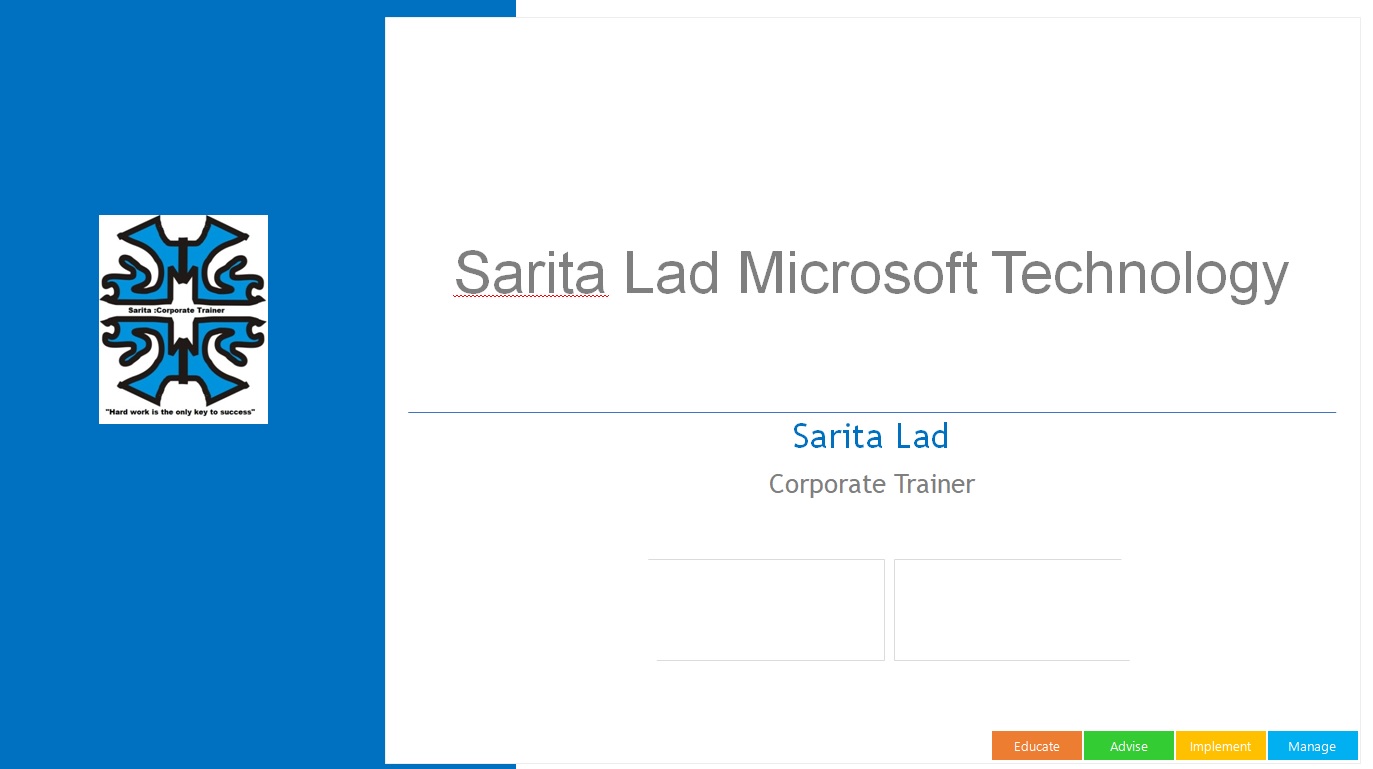 Sarita :Corporate Trainer
"Hard work is the only key to success"
Sarita Lad Microsoft Technology
Sarita Lad
Corporate Trainer
Educate Advise Implement Manage